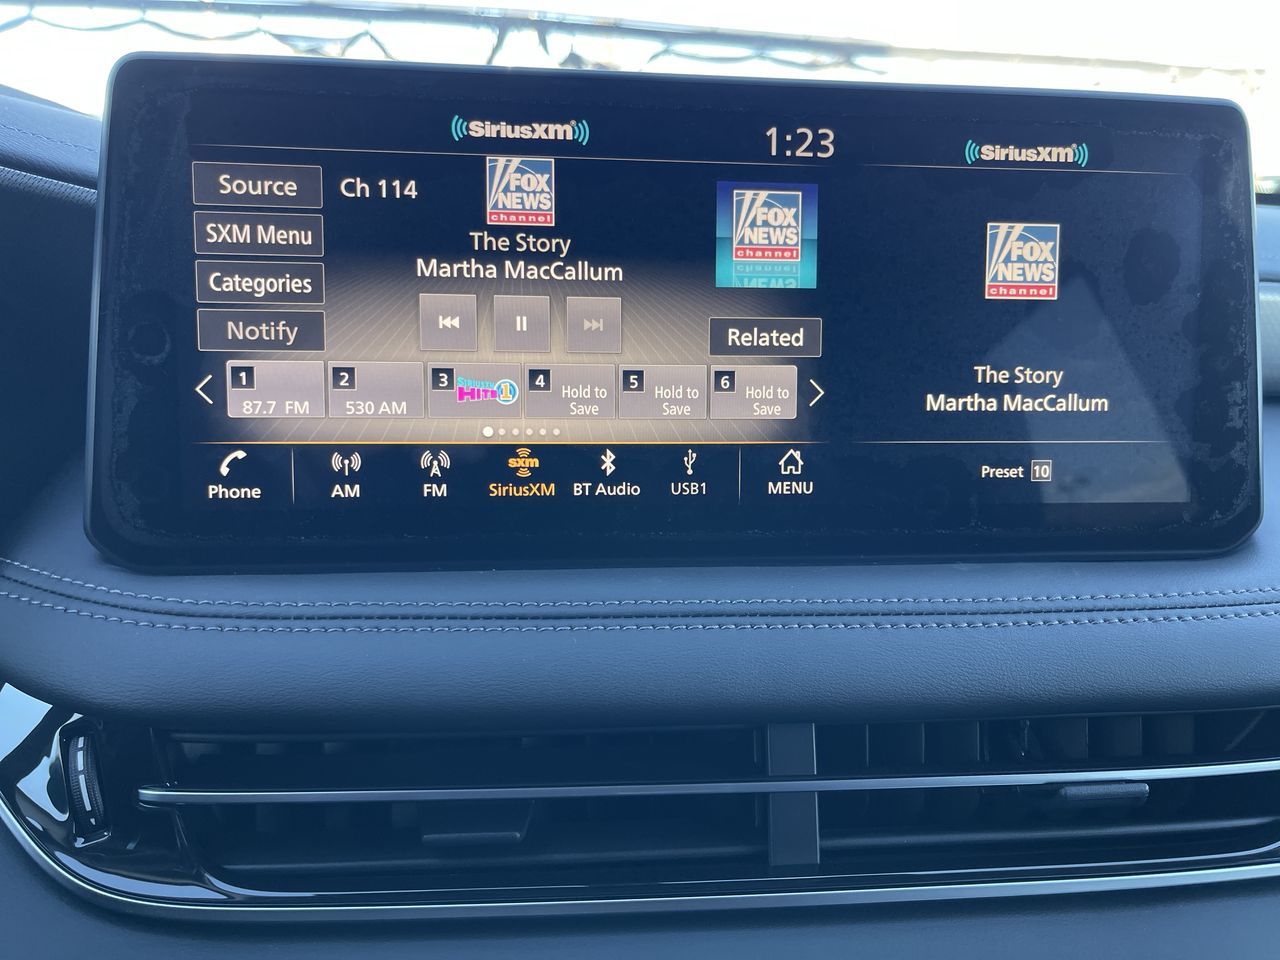 SiriusXM
1:23
SiriusXM
Source
Ch 114
FOX
NEWS
channel
FOX
NEWS
channel
FOX
NEWS
channel
SXM Menu
The Story
Martha MacCallum
Categories
Notify
Related
1
87.7 FM
2
530 AM
3
SIRIUSXM
HITS 1
4
Hold to
Save
5
Hold to
Save
6
Hold to
Save
The Story
Martha MacCallum
Phone
AM
FM
sxm
SiriusXM
BT Audio
USB1
MENU
Preset 10